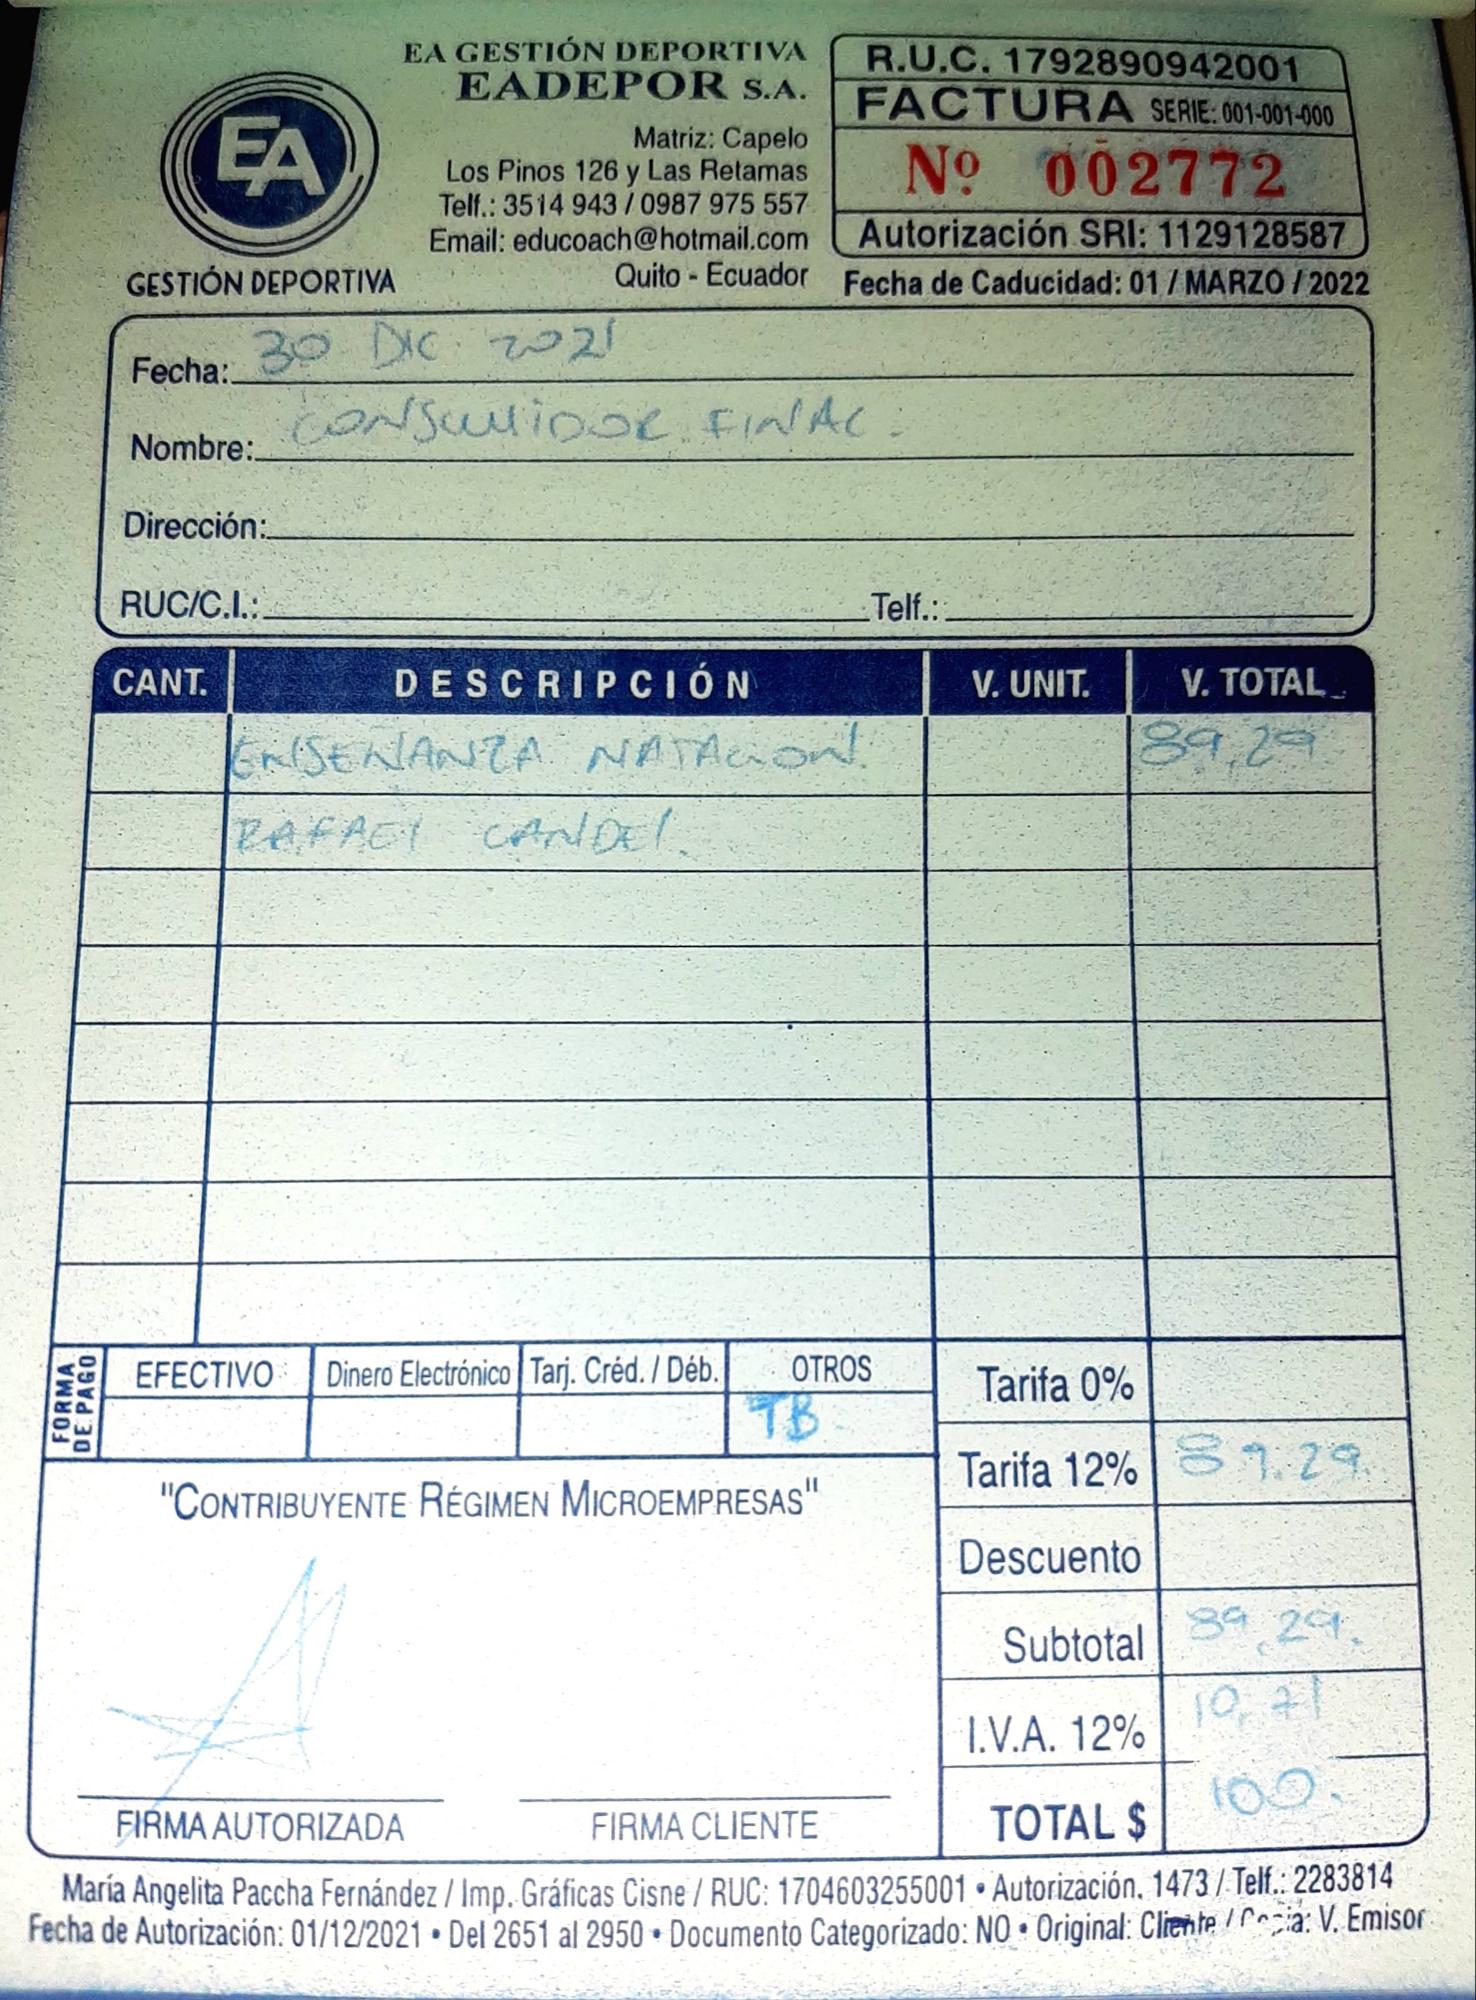 EA GESTIÓN DEPORTIVA
EADEPOR S.A.
EA
GESTIÓN DEPORTIVA
Matriz: Capelo
Los Pinos 126 y Las Retamas
Telf.: 3514 943 / 0987 975 557
Email: educoach@hotmail.com
Quito - Ecuador
R.U.C. 1792890942001
FACTURA SERIE: 001-001-000
Nº 002772
Autorización SRI: 1129128587
Fecha de Caducidad: 01 / MARZO / 2022
Fecha: 30 DIC. 2021
Nombre: CONSUMIDOR FINAL.
Dirección:
RUC/C.I.: Telf.:
CANT. DESCRIPCIÓN V. UNIT. V. TOTAL
ENSEÑANZA NATACION. 89,29
RAFAEl CANDEl.
FORMA DE PAGO
EFECTIVO Dinero Electrónico Tarj. Créd. / Déb. OTROS
TB.
Tarifa 0%
Tarifa 12% 89.29.
Descuento
Subtotal 89,29.
I.V.A. 12% 10,71
TOTAL $ 100.
"CONTRIBUYENTE RÉGIMEN MICROEMPRESAS"
FIRMA AUTORIZADA FIRMA CLIENTE
María Angelita Paccha Fernández / Imp. Gráficas Cisne / RUC: 1704603255001 • Autorización. 1473 / Telf.: 2283814
Fecha de Autorización: 01/12/2021 • Del 2651 al 2950 • Documento Categorizado: NO • Original: Cliente / Copia: V. Emisor